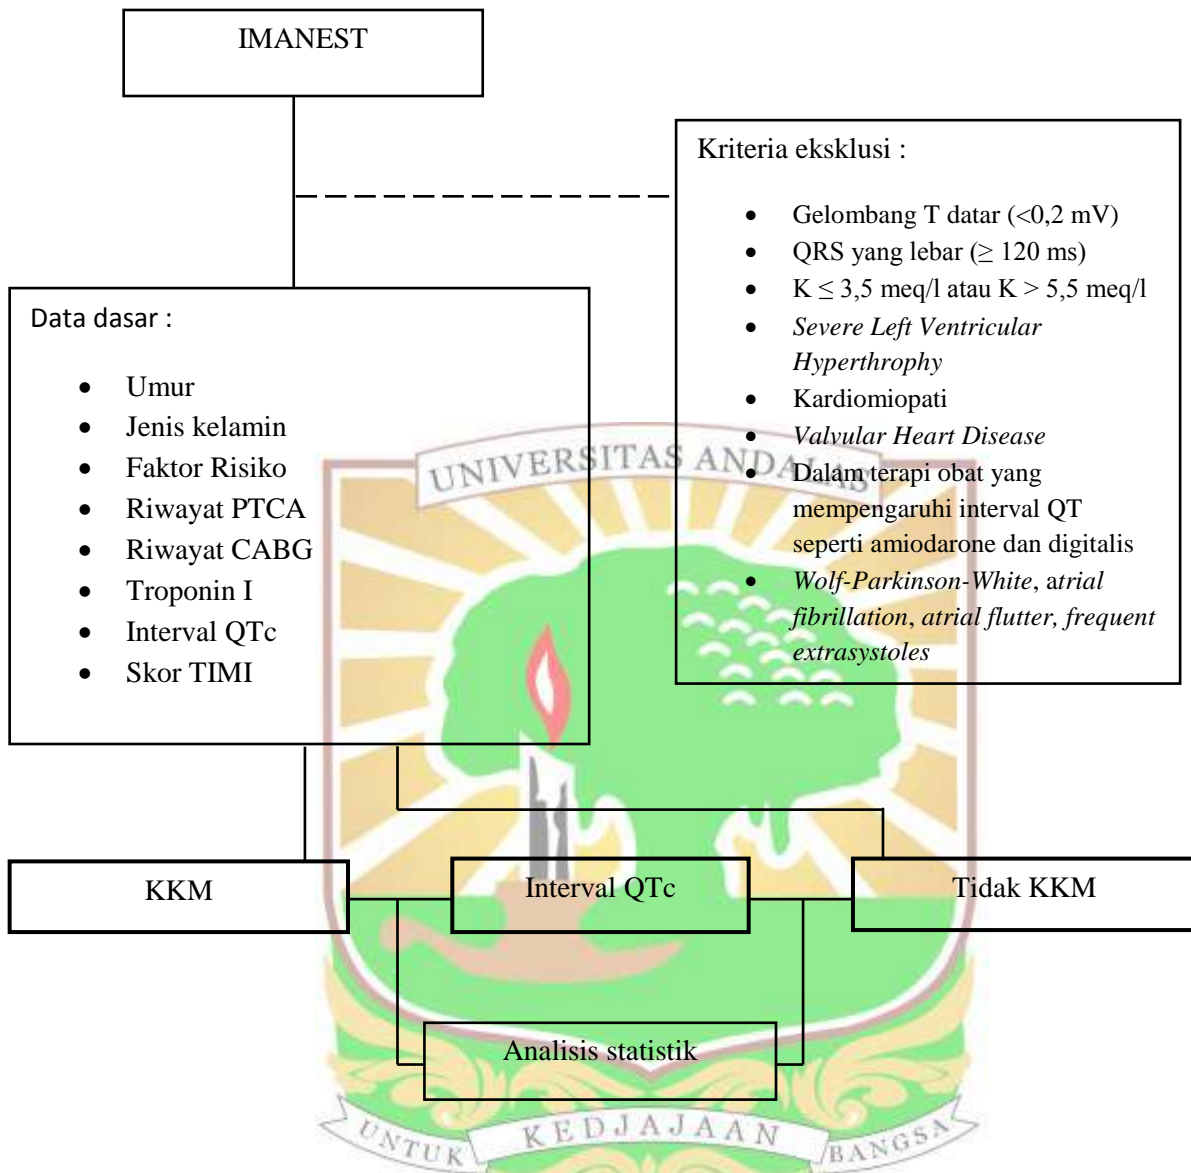 IMANEST
Kriteria eksklusi :
• Gelombang T datar (<0,2 mV)
• QRS yang lebar (≥ 120 ms)
• K ≤ 3,5 meq/l atau K > 5,5 meq/l
• Severe Left Ventricular
Hyperthrophy
• Kardiomiopati
• Valvular Heart Disease
• Dalam terapi obat yang
mempengaruhi interval QT
seperti amiodarone dan digitalis
• Wolf-Parkinson-White, atrial
fibrillation, atrial flutter, frequent
extrasystoles
Data dasar :
• Umur
• Jenis kelamin
• Faktor Risiko
• Riwayat PTCA
• Riwayat CABG
• Troponin I
• Interval QTc
• Skor TIMI
UNIVERSITAS ANDALAS
KKM
Interval QTc
Tidak KKM
Analisis statistik
UNTUK KEDJAJAAN BANGSA